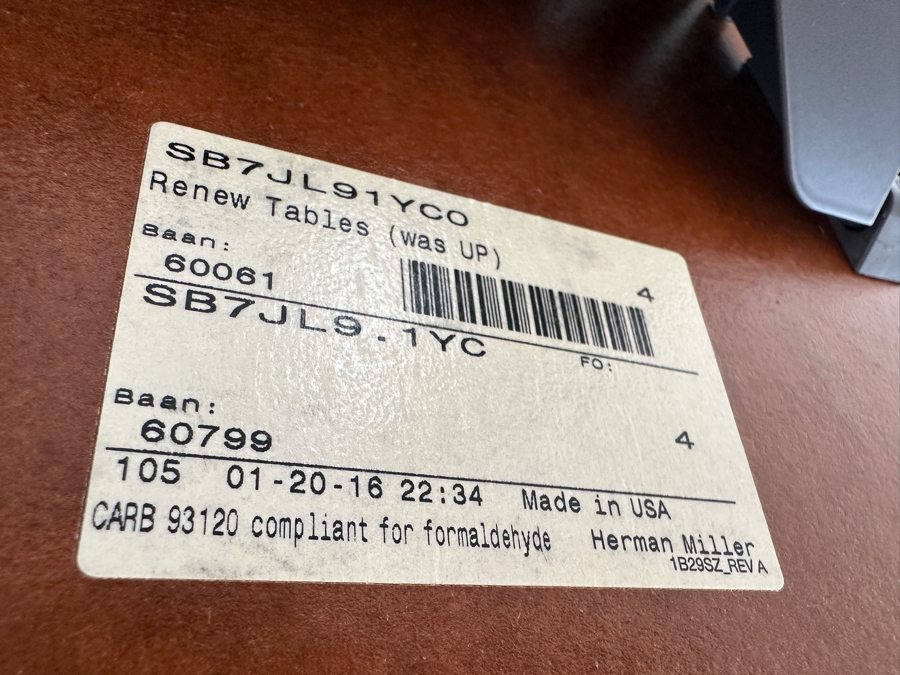 SB7JL91YCO
Renew Tables (was UP)
Baan:
60061
4
SB7JL9.1YC
FO:
Baan:
60799
4
105 01-20-16 22:34 Made in USA
CARB 93120 compliant for formaldehyde Herman Miller
1B29SZ_REV A